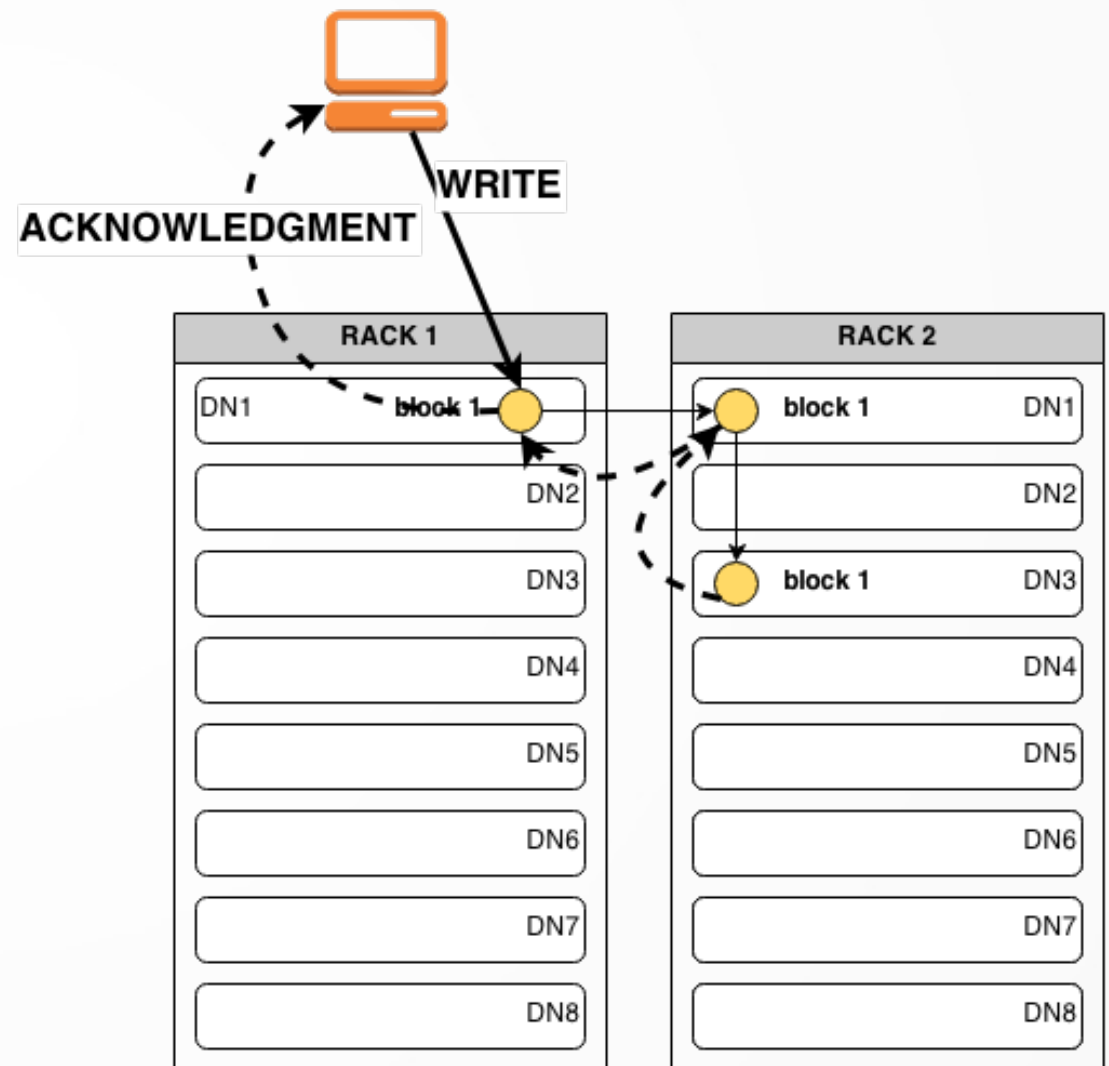 WRITE
ACKNOWLEDGMENT
RACK 1
DN1 block 1
DN2
DN3
DN4
DN5
DN6
DN7
DN8
RACK 2
block 1 DN1
DN2
block 1 DN3
DN4
DN5
DN6
DN7
DN8